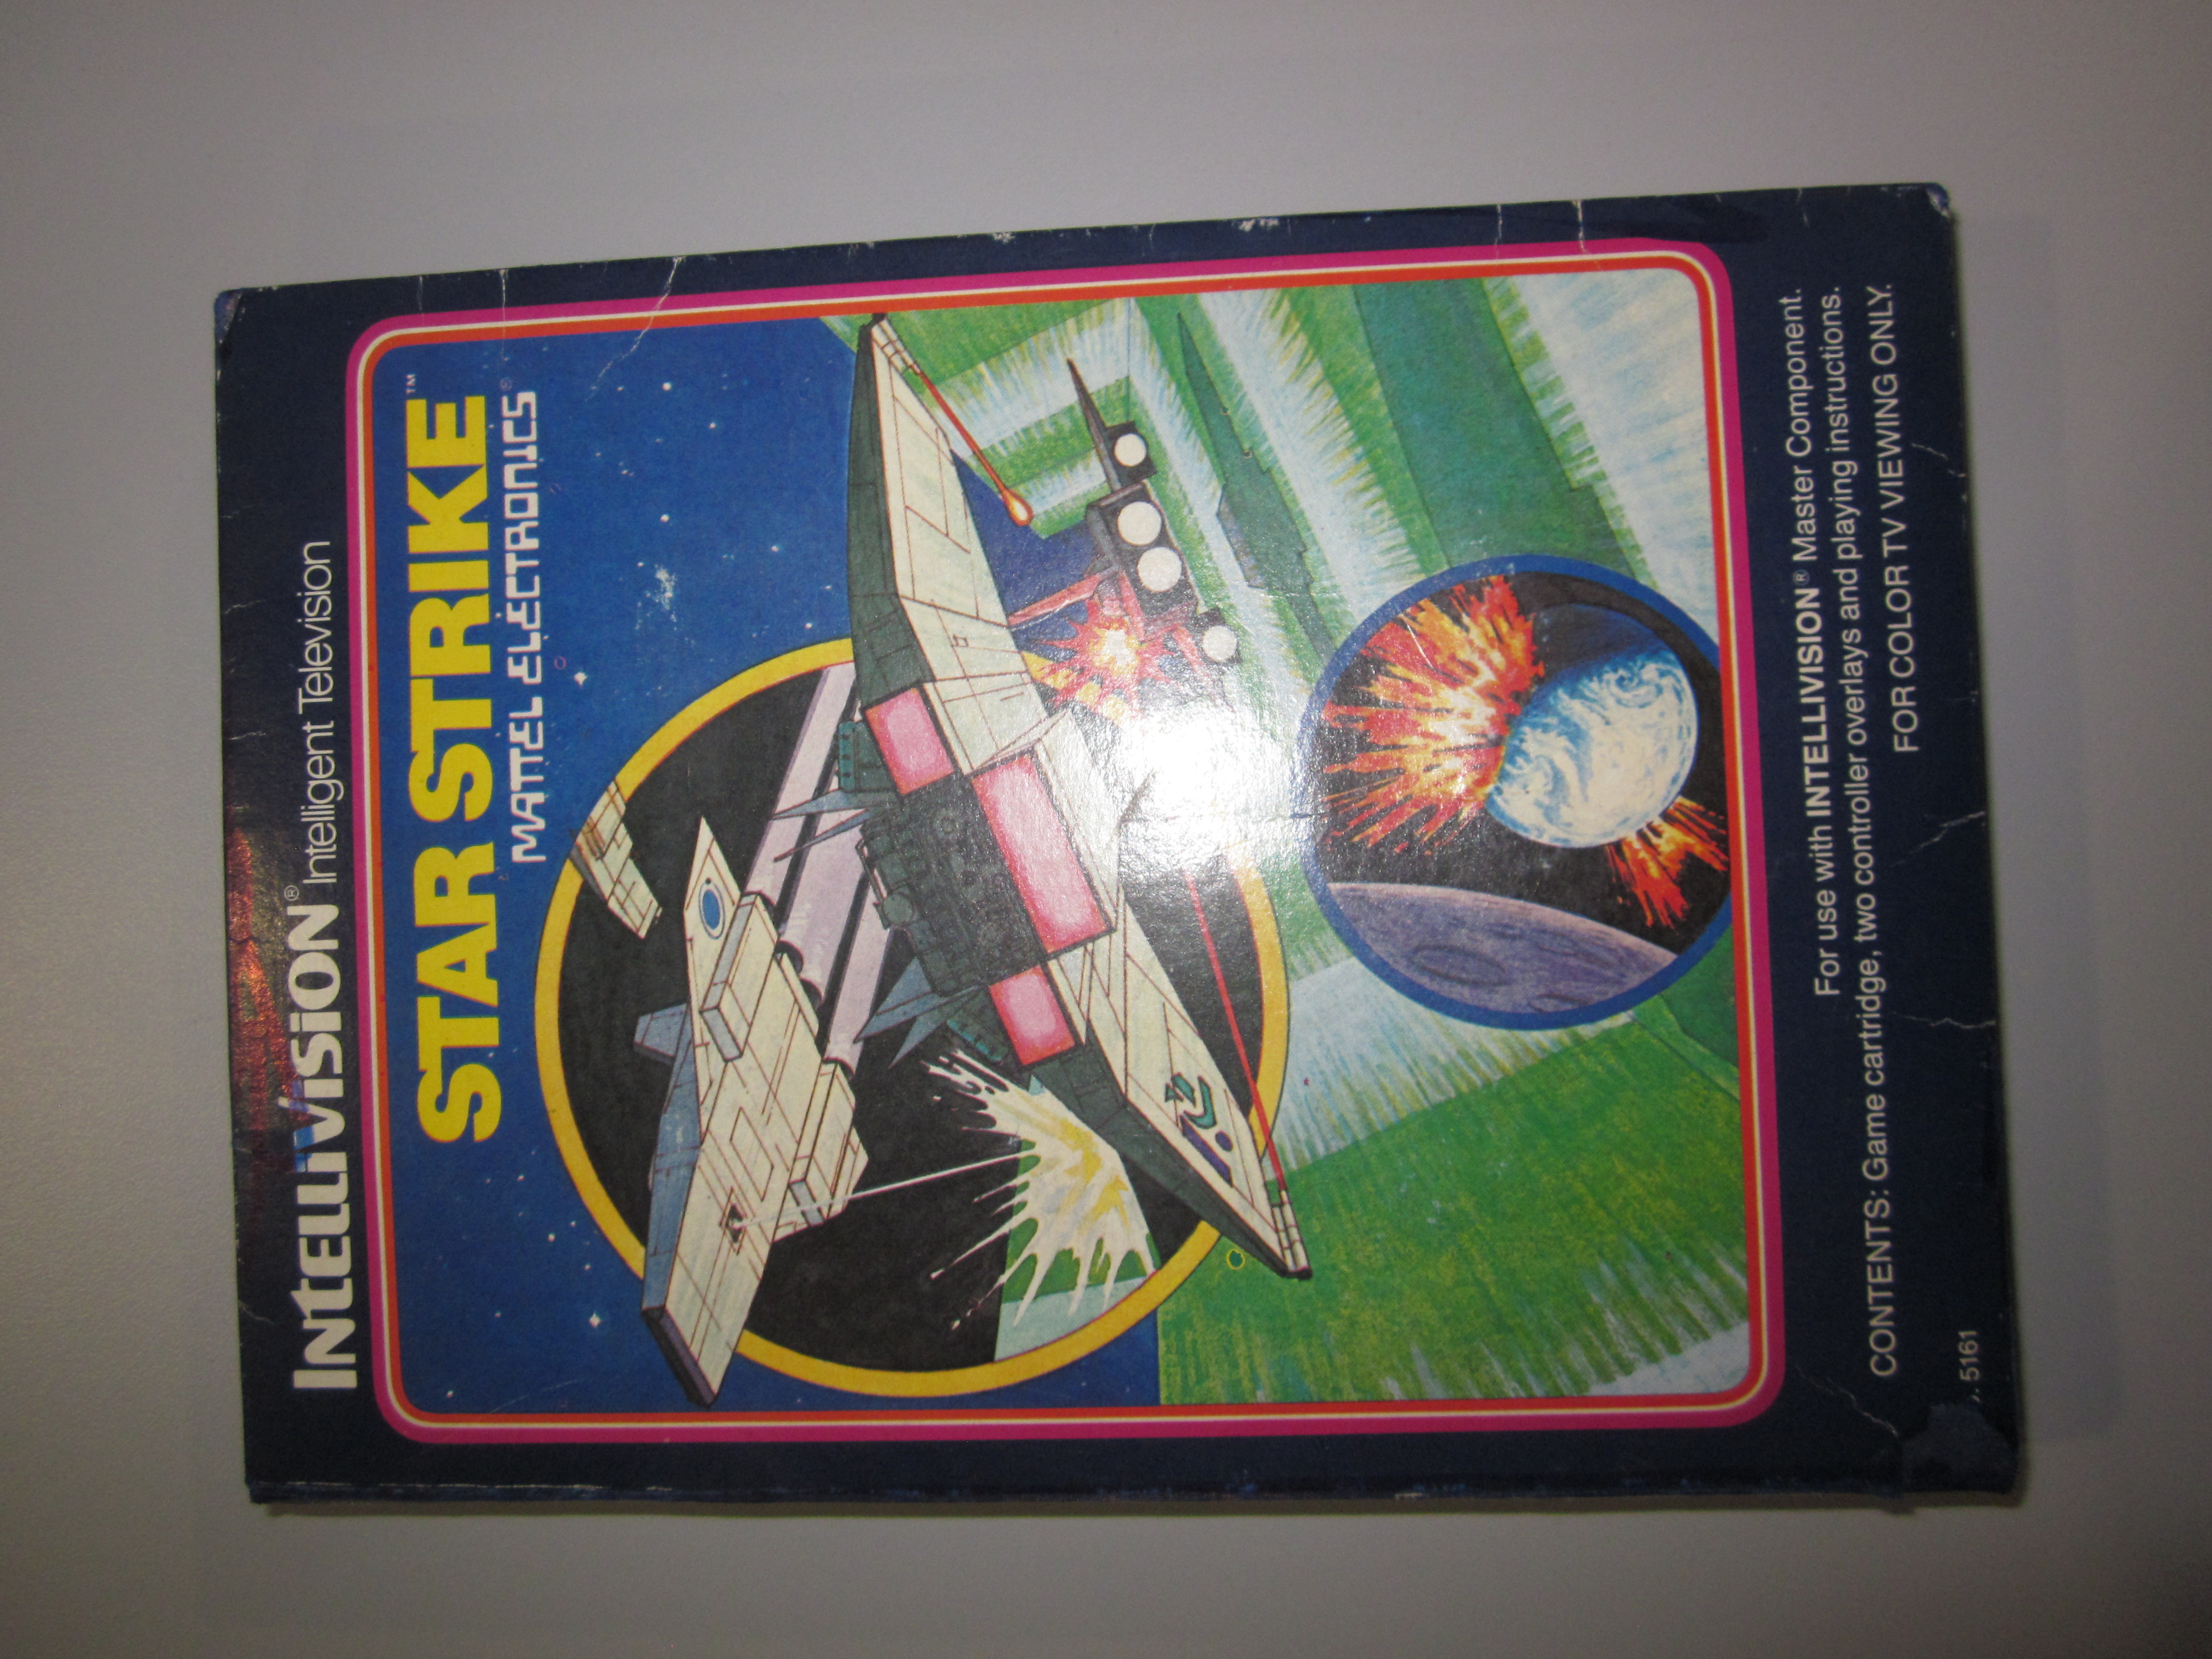 INTELLIVISION® Intelligent Television
STAR STRIKE™
MATTEL ELECTRONICS®
For use with INTELLIVISION® Master Component.
CONTENTS: Game cartridge, two controller overlays and playing instructions.
FOR COLOR TV VIEWING ONLY.
5161